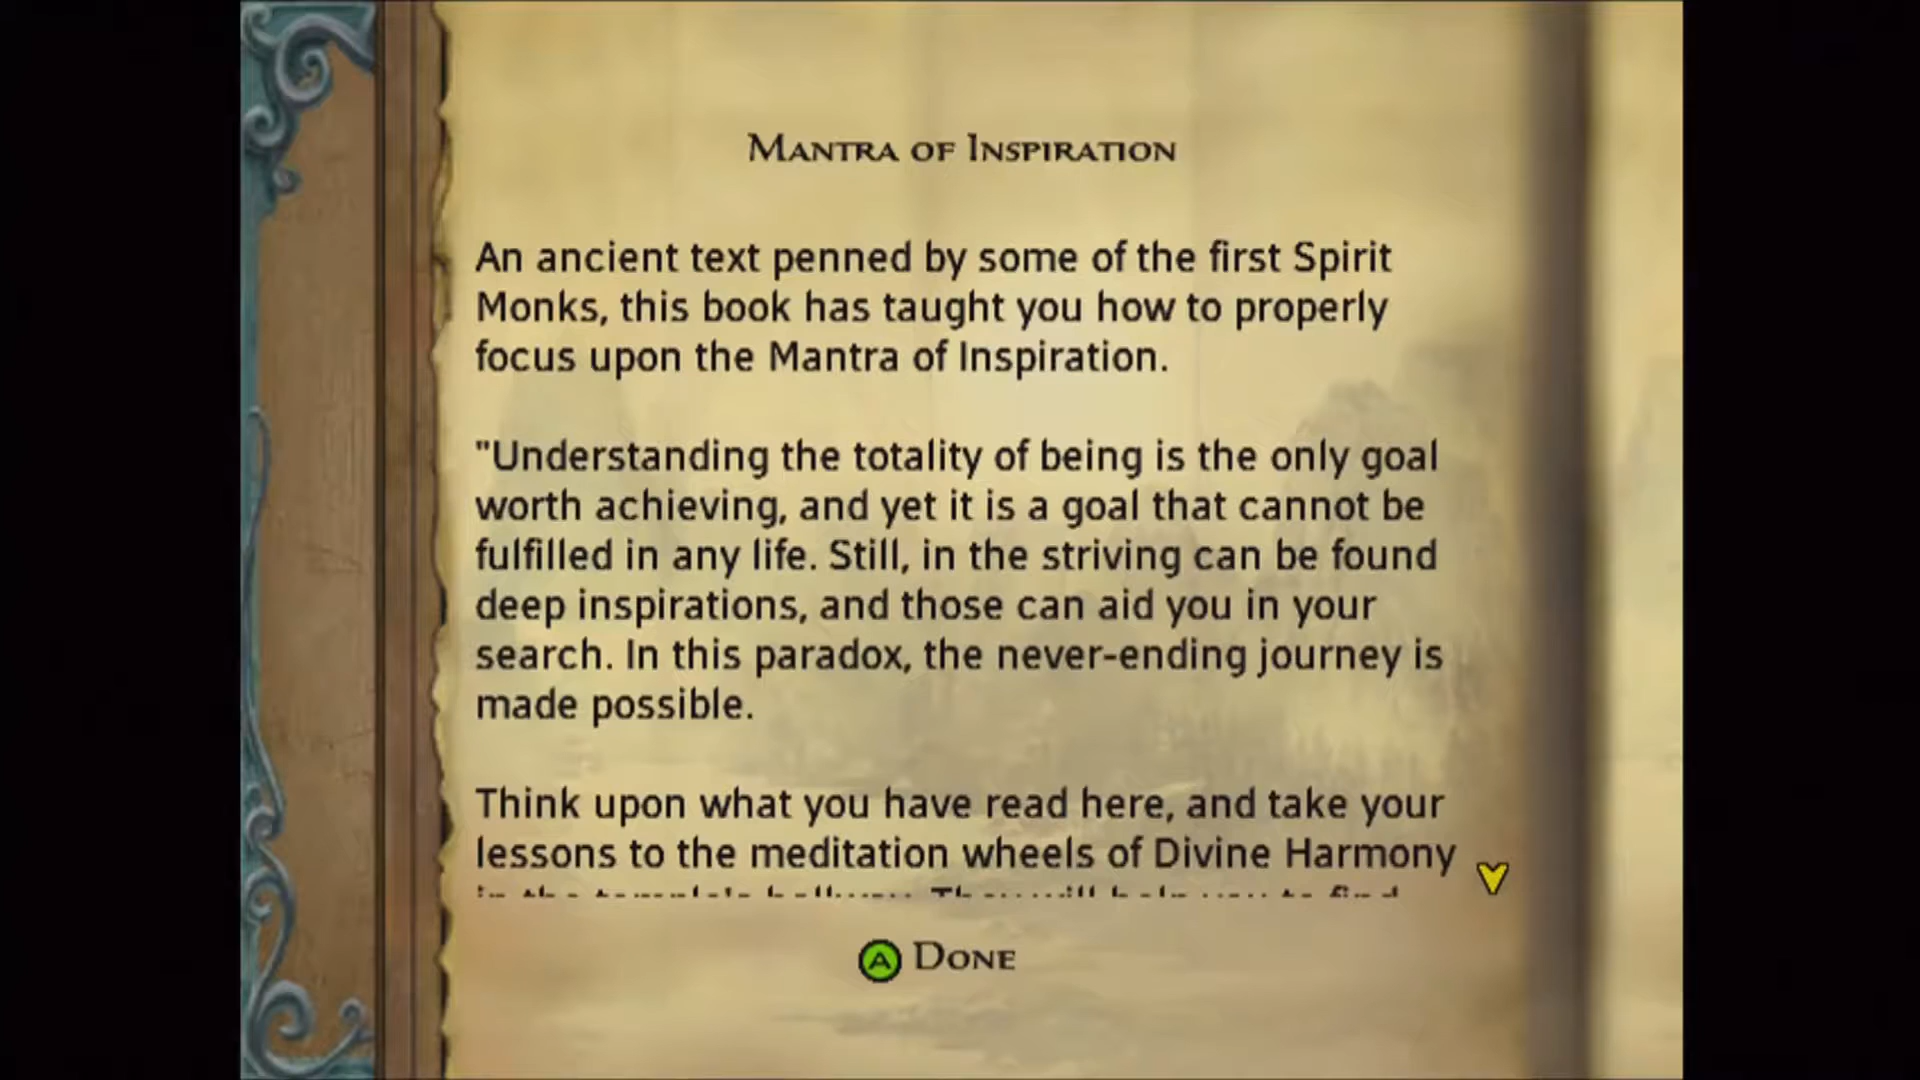 Mantra of Inspiration
An ancient text penned by some of the first Spirit
Monks, this book has taught you how to properly
focus upon the Mantra of Inspiration.
"Understanding the totality of being is the only goal
worth achieving, and yet it is a goal that cannot be
fulfilled in any life. Still, in the striving can be found
deep inspirations, and those can aid you in your
search. In this paradox, the never-ending journey is
made possible.
Think upon what you have read here, and take your
lessons to the meditation wheels of Divine Harmony
A Done